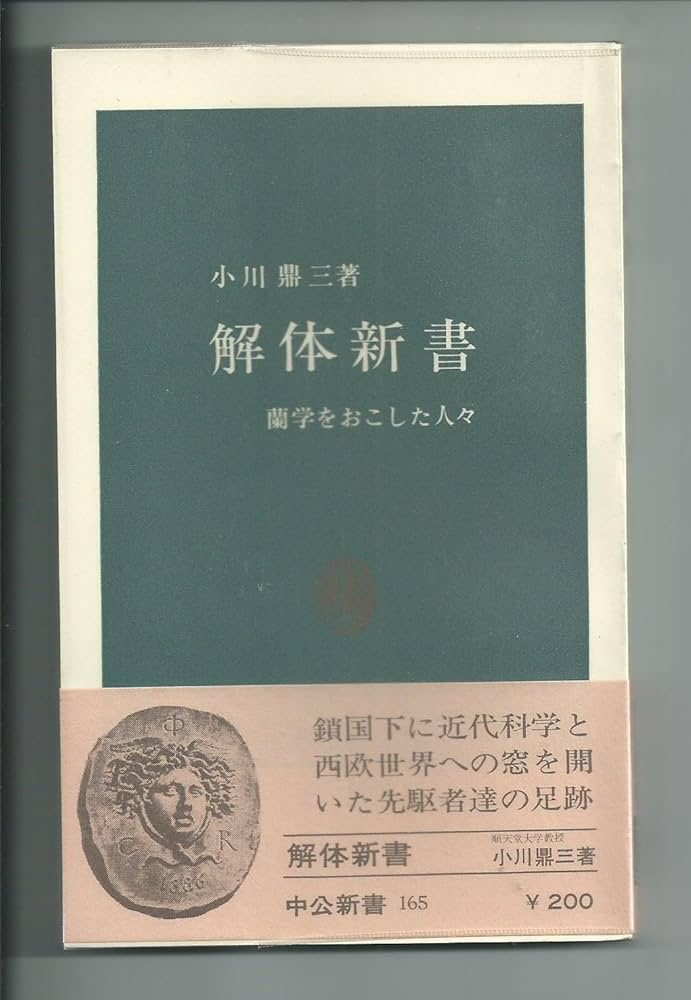 小川鼎三著
解体新書
蘭学をおこした人々
鎖国下に近代科学と
西欧世界への窓を開
いた先駆者達の足跡
順天堂大学教授
解体新書 小川鼎三著
中公新書 165 ¥200
Φ
C R
1886